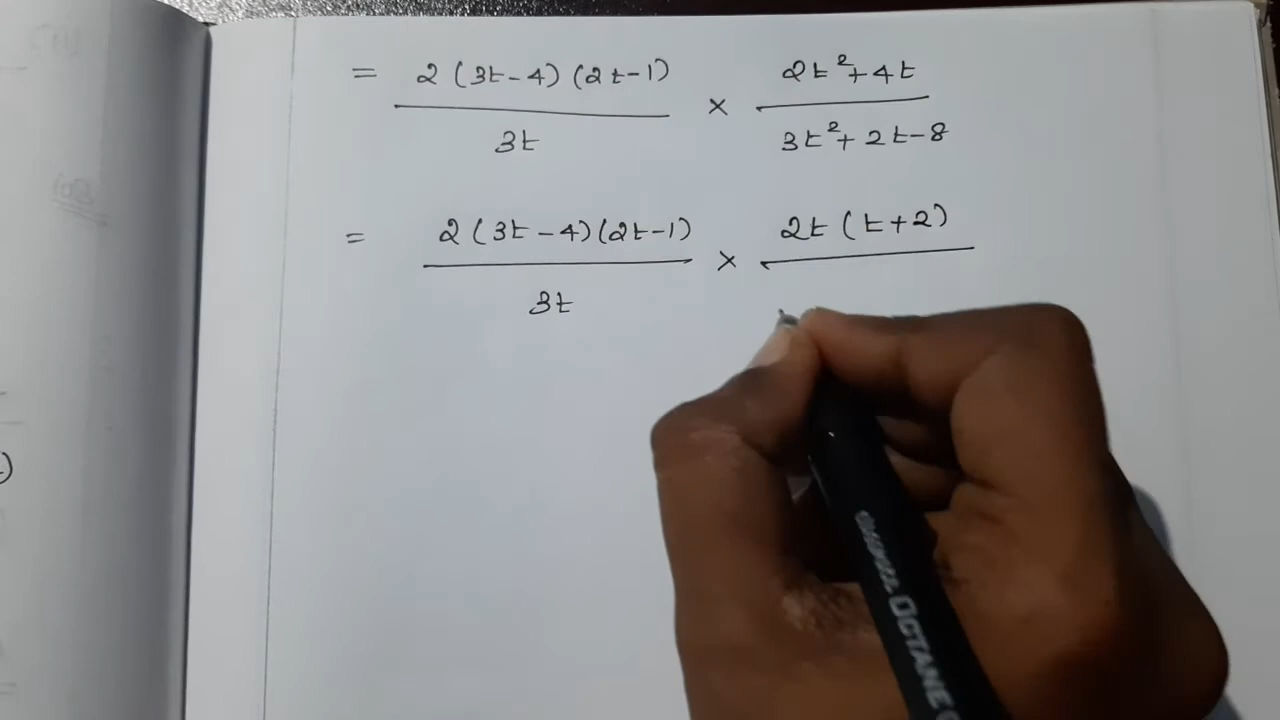 = 2 (3t-4) (2t-1) / 3t × 2t²+4t / 3t²+2t-8
= 2 (3t-4)(2t-1) / 3t × 2t (t+2)
OCTANE